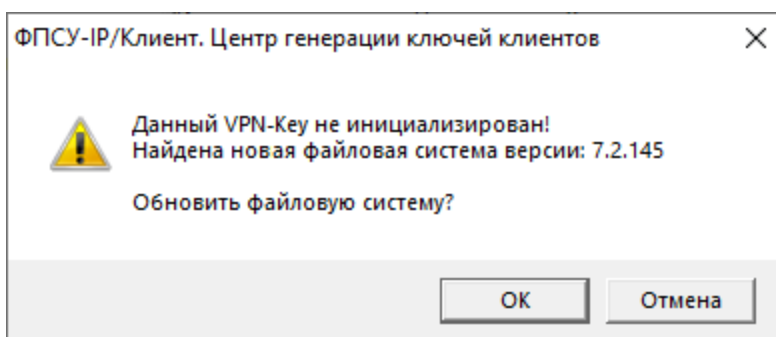 ФПСУ-IP/Клиент. Центр генерации ключей клиентов
Данный VPN-Key не инициализирован!
Найдена новая файловая система версии: 7.2.145
Обновить файловую систему?
ОК
Отмена